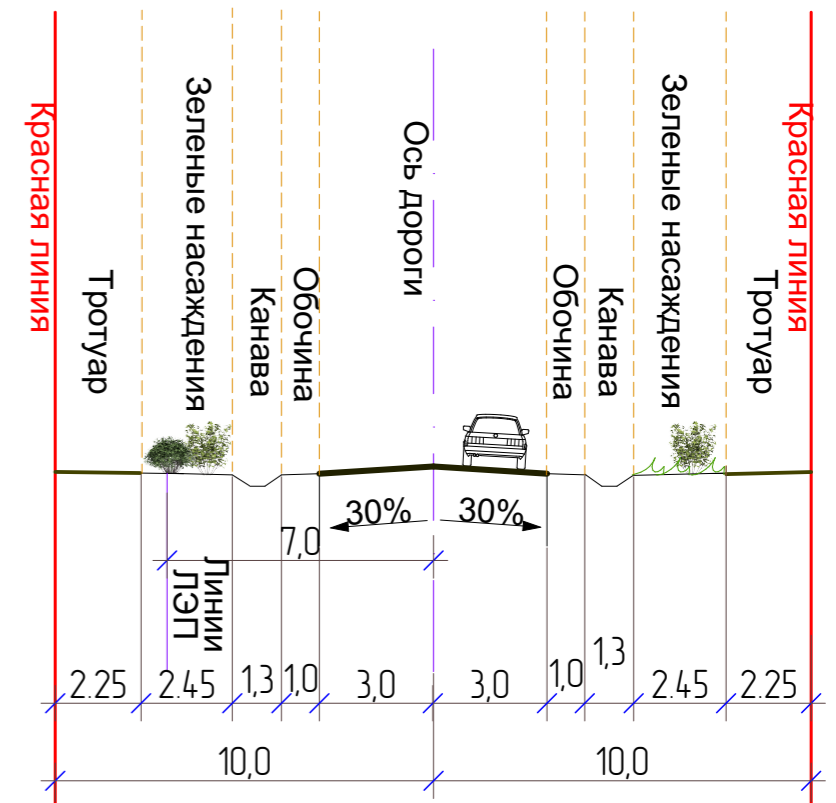 Красная линия
Тротуар
Зеленые насаждения
Канава
Обочина
Ось дороги
Обочина
Канава
Зеленые насаждения
Тротуар
Красная линия
30%
30%
7,0
Линии
ЛЭП
2.25
2.45
1,3
1,0
3,0
3,0
1,0
1,3
2.45
2.25
10,0
10,0